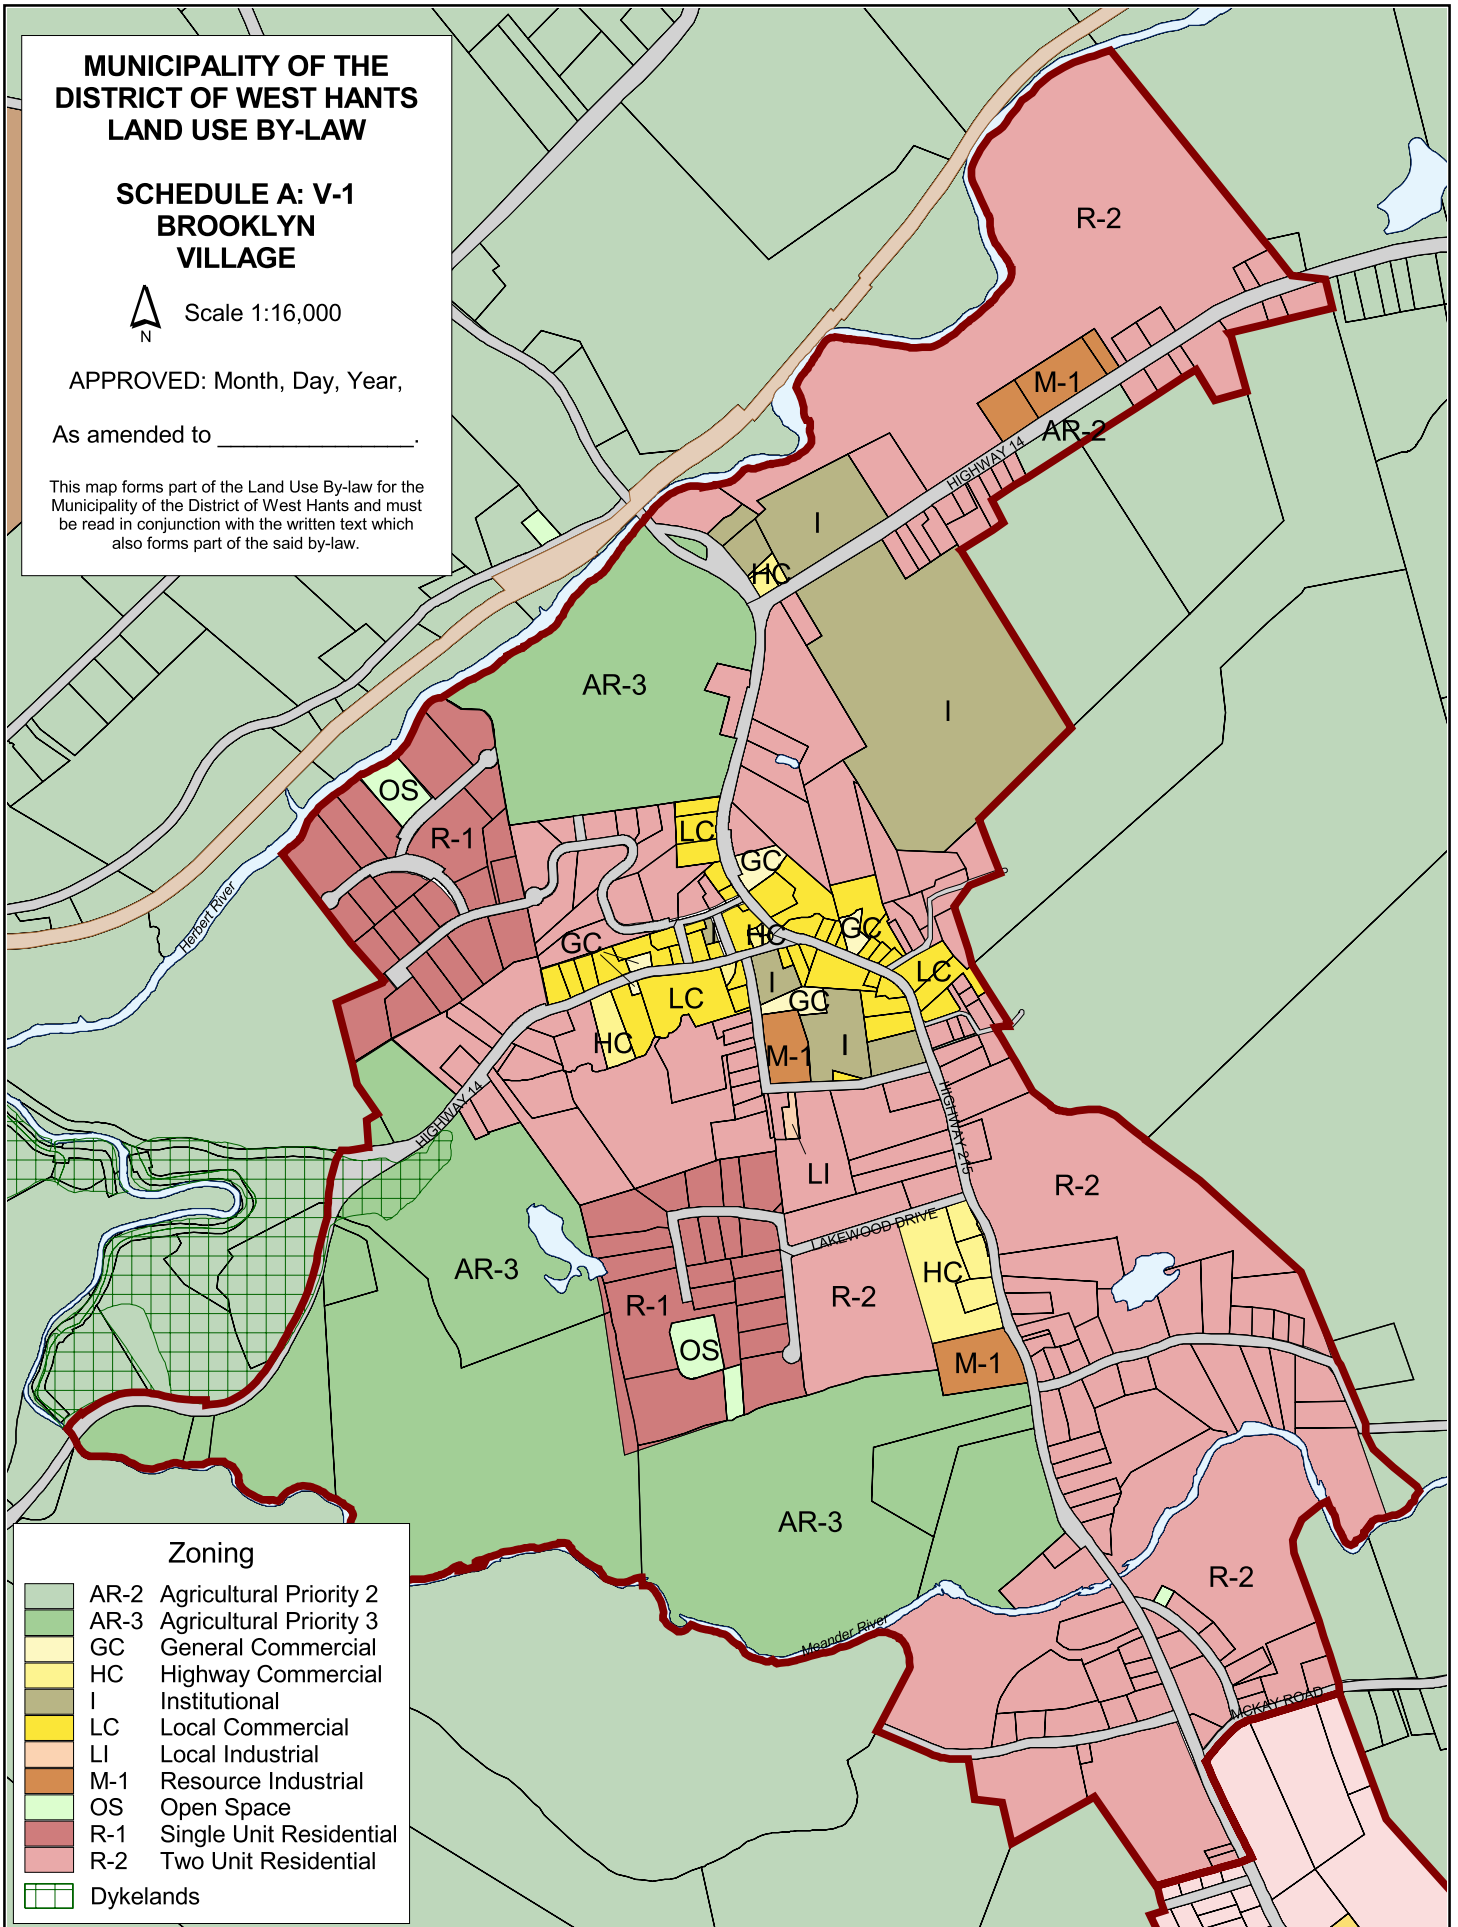 MUNICIPALITY OF THE
DISTRICT OF WEST HANTS
LAND USE BY-LAW
SCHEDULE A: V-1
BROOKLYN
VILLAGE
N
Scale 1:16,000
APPROVED: Month, Day, Year,
As amended to _______________.
This map forms part of the Land Use By-law for the
Municipality of the District of West Hants and must
be read in conjunction with the written text which
also forms part of the said by-law.
R-2
M-1
AR-2
HIGHWAY 14
I
HC
AR-3
I
OS
R-1
LC
GC
Herbert River
GC
I
HC
GC
LC
I
LC
GC
HC
M-1
I
HIGHWAY 14
HIGHWAY 215
LI
R-2
LAKEWOOD DRIVE
AR-3
HC
R-1
R-2
OS
M-1
AR-3
R-2
Meander River
MCKAY ROAD
Zoning
AR-2 Agricultural Priority 2
AR-3 Agricultural Priority 3
GC General Commercial
HC Highway Commercial
I Institutional
LC Local Commercial
LI Local Industrial
M-1 Resource Industrial
OS Open Space
R-1 Single Unit Residential
R-2 Two Unit Residential
Dykelands